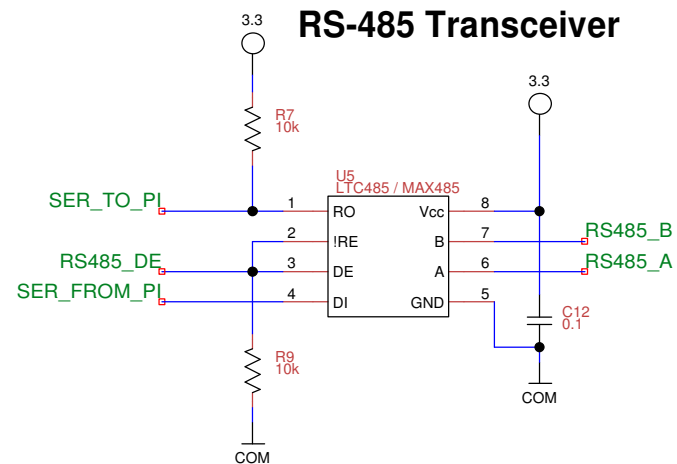 RS-485 Transceiver
3.3
3.3
R7
10k
U5
LTC485 / MAX485
SER_TO_PI
1
RO
Vcc
8
2
!RE
B
7
RS485_B
RS485_DE
3
DE
A
6
RS485_A
SER_FROM_PI
4
DI
GND
5
C12
0.1
R9
10k
COM
COM